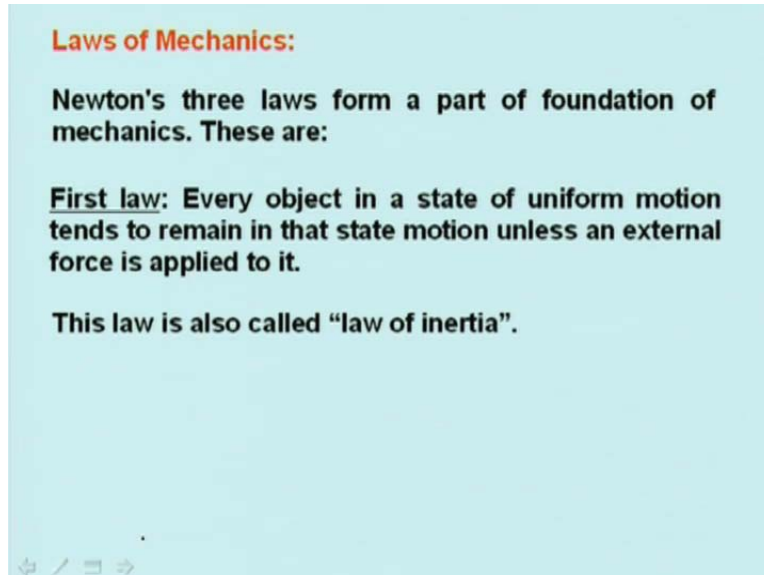 Laws of Mechanics:
Newton's three laws form a part of foundation of
mechanics. These are:
First law: Every object in a state of uniform motion
tends to remain in that state motion unless an external
force is applied to it.
This law is also called “law of inertia”.